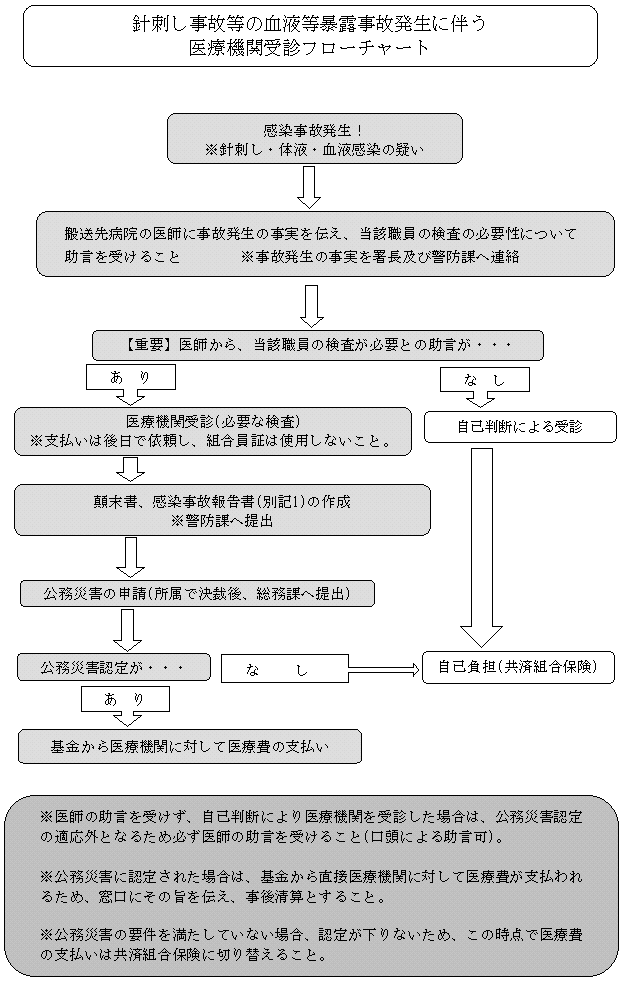 針刺し事故等の血液等暴露事故発生に伴う
医療機関受診フローチャート
感染事故発生！
※針刺し・体液・血液感染の疑い
搬送先病院の医師に事故発生の事実を伝え、当該職員の検査の必要性について
助言を受けること　　　　※事故発生の事実を署長及び警防課へ連絡
【重要】医師から、当該職員の検査が必要との助言が・・・
あ　り
な　し
医療機関受診(必要な検査)
※支払いは後日で依頼し、組合員証は使用しないこと。
自己判断による受診
顛末書、感染事故報告書(別記1)の作成
※警防課へ提出
公務災害の申請(所属で決裁後、総務課へ提出)
公務災害認定が・・・
な　　し
自己負担(共済組合保険)
あ　り
基金から医療機関に対して医療費の支払い
※医師の助言を受けず、自己判断により医療機関を受診した場合は、公務災害認定
の適応外となるため必ず医師の助言を受けること(口頭による助言可)。
※公務災害に認定された場合は、基金から直接医療機関に対して医療費が支払われ
るため、窓口にその旨を伝え、事後清算とすること。
※公務災害の要件を満たしていない場合、認定が下りないため、この時点で医療費
の支払いは共済組合保険に切り替えること。